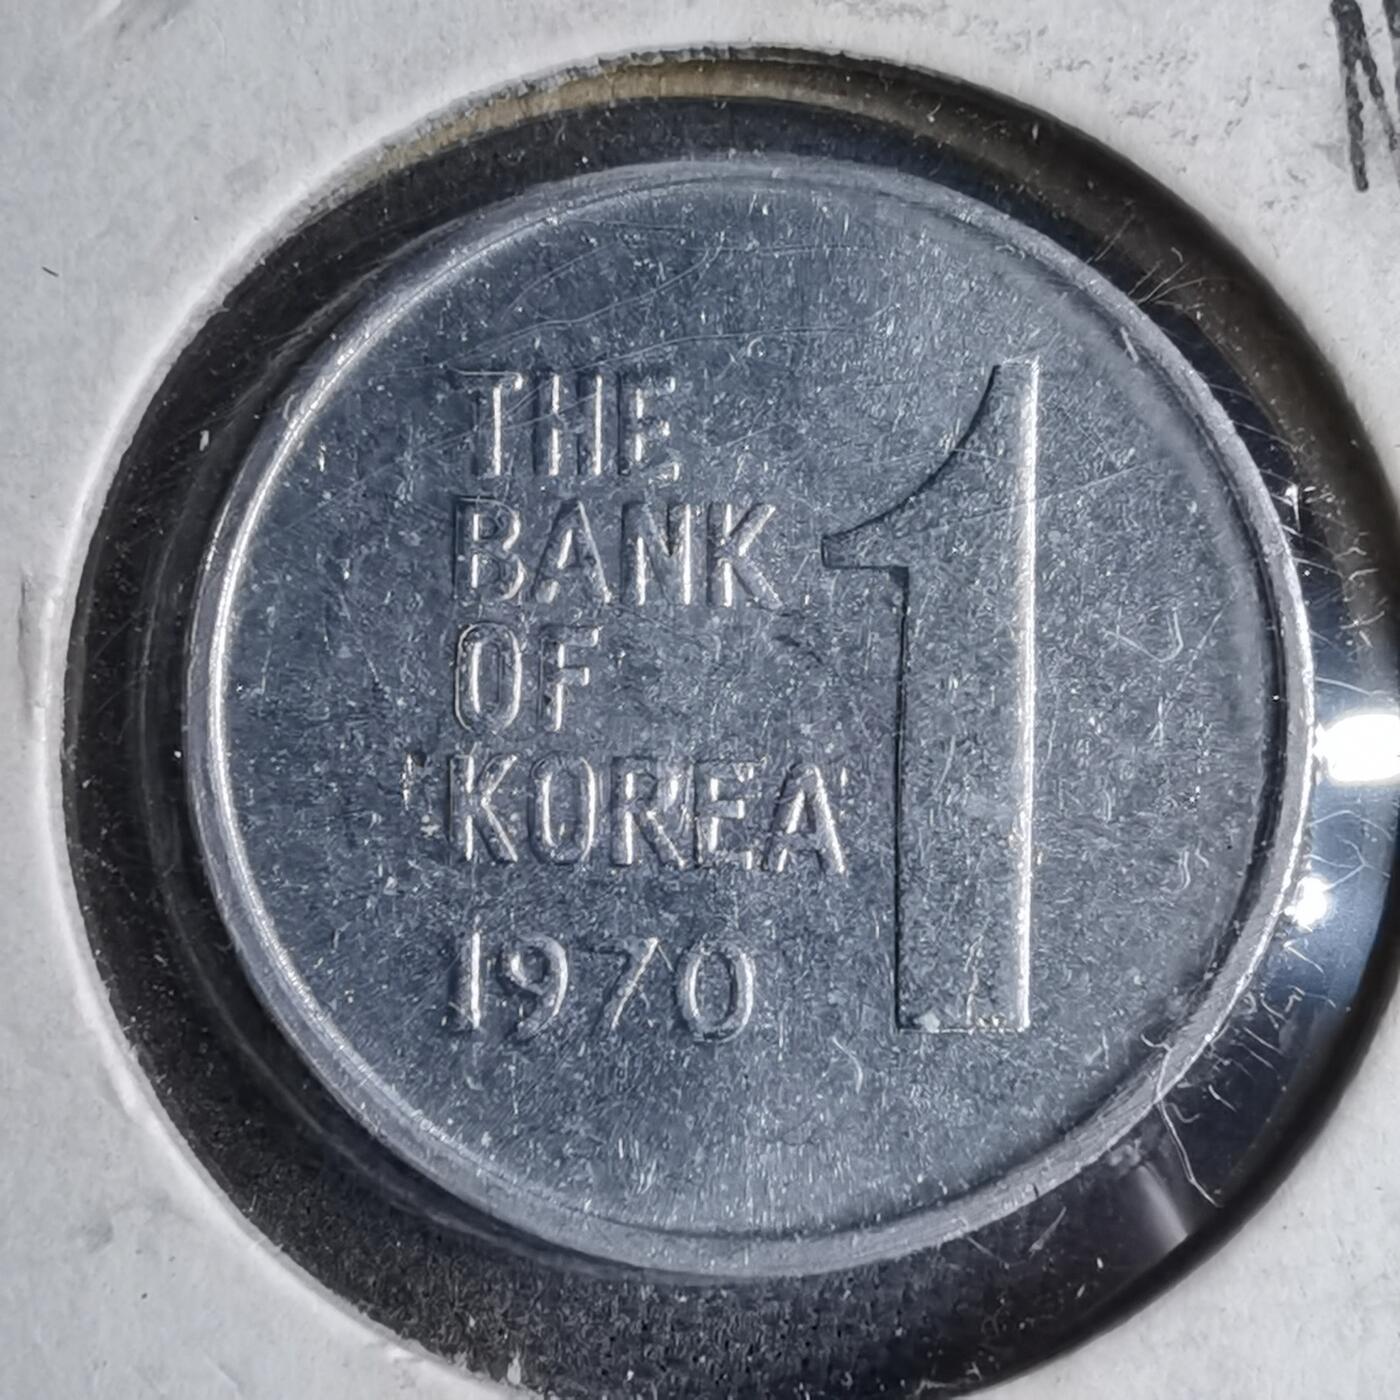 THE
BANK
OF
KOREA
1970
1